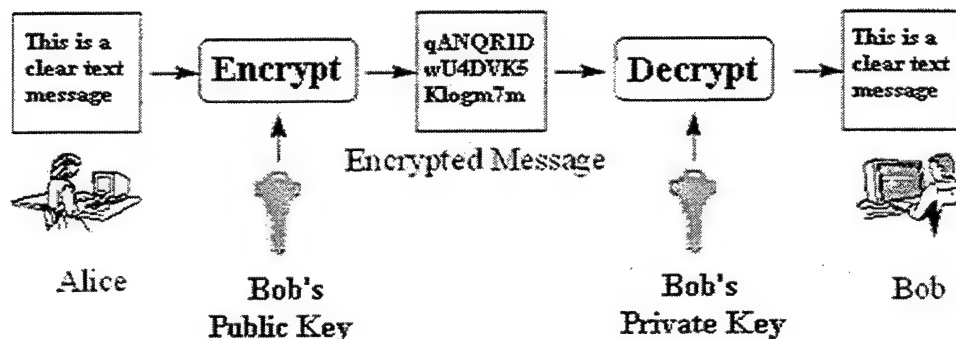 This is a
clear text
message
Encrypt
qANQR1D
wU4DVK5
Klogm7m
Decrypt
This is a
clear text
message
Encrypted Message
Alice
Bob's
Public Key
Bob's
Private Key
Bob